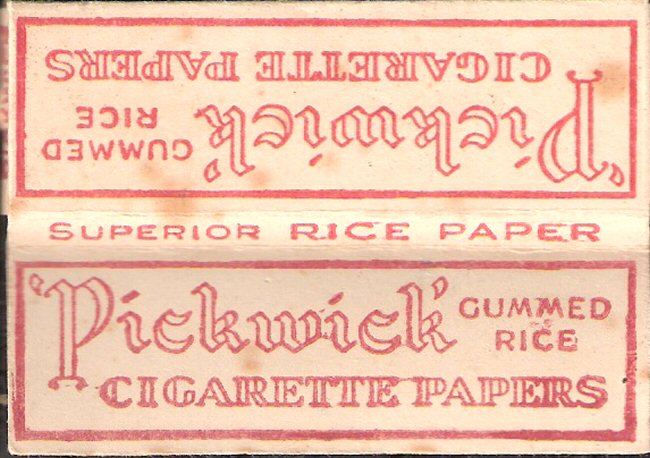 'Pickwick'
GUMMED
RICE
CIGARETTE PAPERS
SUPERIOR RICE PAPER
'Pickwick'
GUMMED
RICE
CIGARETTE PAPERS